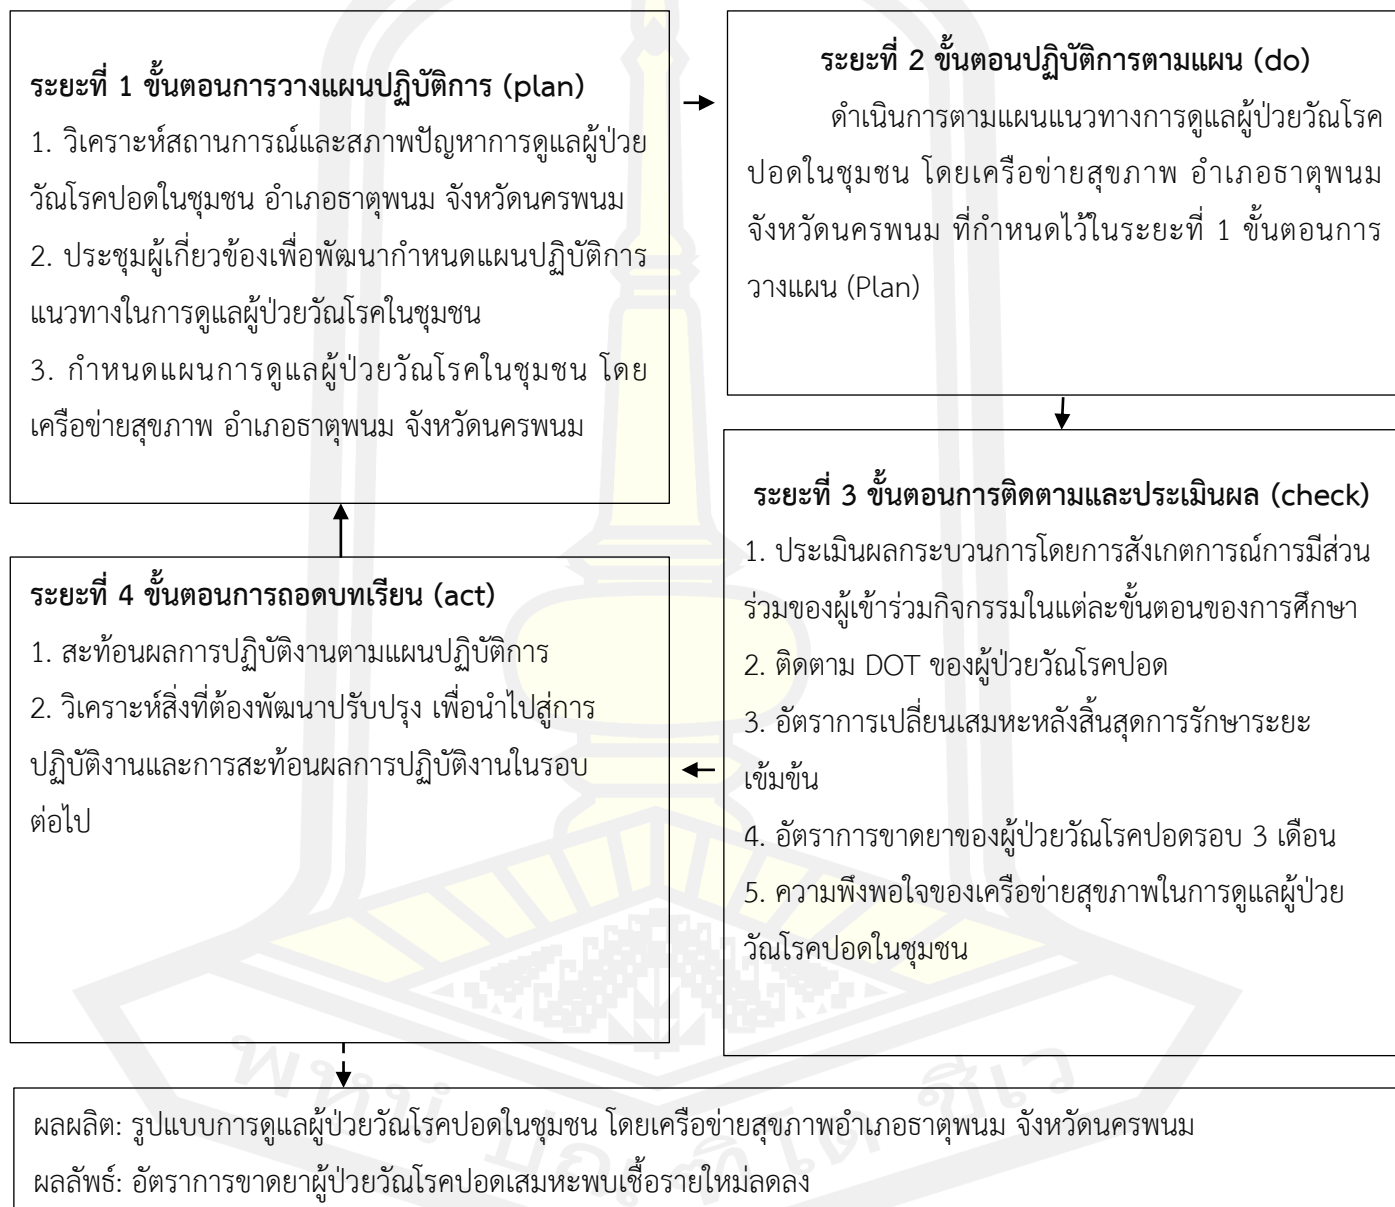 ระยะที่ 1 ขั้นตอนการวางแผนปฏิบัติการ (plan)
1. วิเคราะห์สถานการณ์และสภาพปัญหาการดูแลผู้ป่วย
วัณโรคปอดในชุมชน อำเภอธาตุพนม จังหวัดนครพนม
2. ประชุมผู้เกี่ยวข้องเพื่อพัฒนากำหนดแผนปฏิบัติการ
แนวทางในการดูแลผู้ป่วยวัณโรคในชุมชน
3. กำหนดแผนการดูแลผู้ป่วยวัณโรคในชุมชน โดย
เครือข่ายสุขภาพ อำเภอธาตุพนม จังหวัดนครพนม
ระยะที่ 2 ขั้นตอนปฏิบัติการตามแผน (do)
ดำเนินการตามแผนแนวทางการดูแลผู้ป่วยวัณโรค
ปอดในชุมชน โดยเครือข่ายสุขภาพ อำเภอธาตุพนม
จังหวัดนครพนม ที่กำหนดไว้ในระยะที่ 1 ขั้นตอนการ
วางแผน (Plan)
ระยะที่ 3 ขั้นตอนการติดตามและประเมินผล (check)
1. ประเมินผลกระบวนการโดยการสังเกตการณ์การมีส่วน
ร่วมของผู้เข้าร่วมกิจกรรมในแต่ละขั้นตอนของการศึกษา
2. ติดตาม DOT ของผู้ป่วยวัณโรคปอด
3. อัตราการเปลี่ยนเสมหะหลังสิ้นสุดการรักษาระยะ
เข้มข้น
4. อัตราการขาดยาของผู้ป่วยวัณโรคปอดรอบ 3 เดือน
5. ความพึงพอใจของเครือข่ายสุขภาพในการดูแลผู้ป่วย
วัณโรคปอดในชุมชน
ระยะที่ 4 ขั้นตอนการถอดบทเรียน (act)
1. สะท้อนผลการปฏิบัติงานตามแผนปฏิบัติการ
2. วิเคราะห์สิ่งที่ต้องพัฒนาปรับปรุง เพื่อนำไปสู่การ
ปฏิบัติงานและการสะท้อนผลการปฏิบัติงานในรอบ
ต่อไป
ผลผลิต: รูปแบบการดูแลผู้ป่วยวัณโรคปอดในชุมชน โดยเครือข่ายสุขภาพอำเภอธาตุพนม จังหวัดนครพนม
ผลลัพธ์: อัตราการขาดยาผู้ป่วยวัณโรคปอดเสมหะพบเชื้อรายใหม่ลดลง
พหุนํ ปณฺฑิโต ชีเว